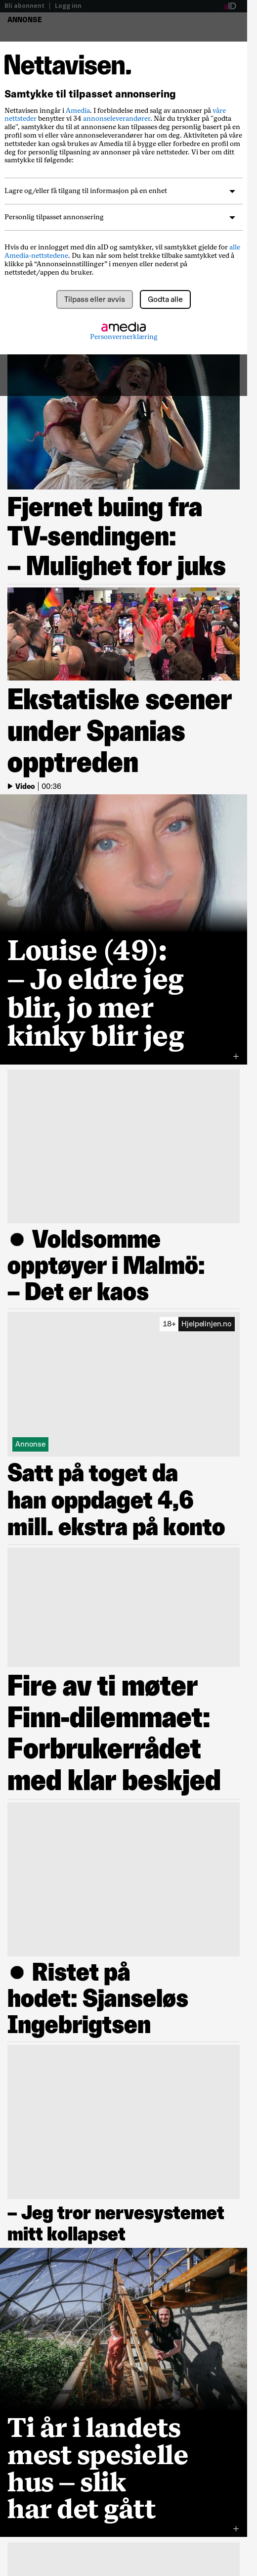 Bli abonnent | Logg inn
aID
ANNONSE
Nettavisen.
Samtykke til tilpasset annonsering
Nettavisen inngår i Amedia. I forbindelse med salg av annonser på våre
nettsteder benytter vi 34 annonseleverandører. Når du trykker på "godta
alle", samtykker du til at annonsene kan tilpasses deg personlig basert på en
profil som vi eller våre annonseleverandører har om deg. Aktiviteten på våre
nettsteder kan også brukes av Amedia til å bygge eller forbedre en profil om
deg for personlig tilpasning av annonser på våre nettsteder. Vi ber om ditt
samtykke til følgende:
Lagre og/eller få tilgang til informasjon på en enhet
Personlig tilpasset annonsering
Hvis du er innlogget med din aID og samtykker, vil samtykket gjelde for alle
Amedia-nettstedene. Du kan når som helst trekke tilbake samtykket ved å
klikke på “Annonseinnstillinger” i menyen eller nederst på
nettstedet/appen du bruker.
Tilpass eller avvis
Godta alle
amedia
Personvernerklæring
Fjernet buing fra
TV-sendingen:
– Mulighet for juks
Ekstatiske scener
under Spanias
opptreden
Video | 00:36
Louise (49):
– Jo eldre jeg
blir, jo mer
kinky blir jeg
+
Voldsomme
opptøyer i Malmö:
– Det er kaos
18+ Hjelpelinjen.no
Annonse
Satt på toget da
han oppdaget 4,6
mill. ekstra på konto
Fire av ti møter
Finn-dilemmaet:
Forbrukerrådet
med klar beskjed
Ristet på
hodet: Sjanseløs
Ingebrigtsen
– Jeg tror nervesystemet
mitt kollapset
Ti år i landets
mest spesielle
hus – slik
har det gått
+